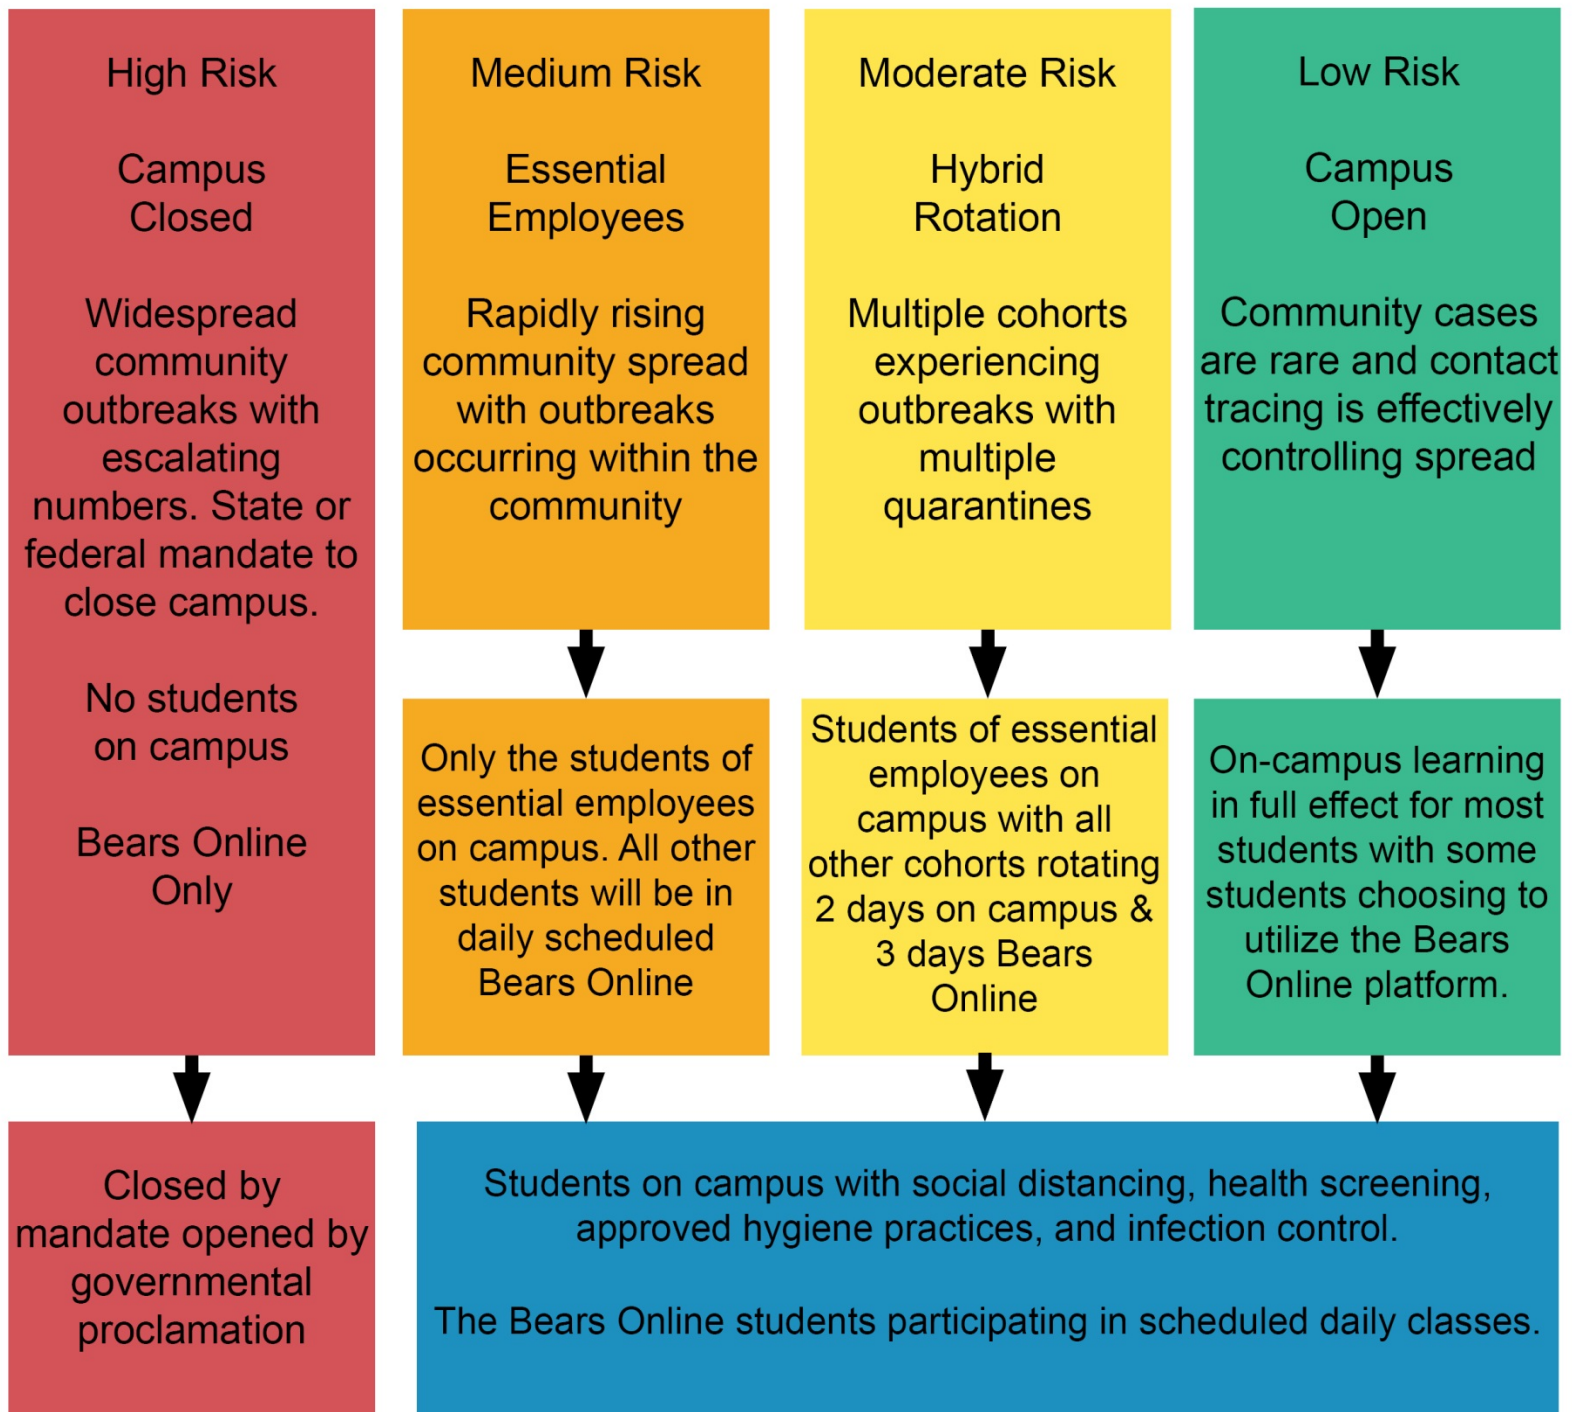 High Risk
Campus
Closed
Widespread
community
outbreaks with
escalating
numbers. State or
federal mandate to
close campus.
No students
on campus
Bears Online
Only
Closed by
mandate opened by
governmental
proclamation
Medium Risk
Essential
Employees
Rapidly rising
community spread
with outbreaks
occurring within the
community
Only the students of
essential employees
on campus. All other
students will be in
daily scheduled
Bears Online
Moderate Risk
Hybrid
Rotation
Multiple cohorts
experiencing
outbreaks with
multiple
quarantines
Students of essential
employees on
campus with all
other cohorts rotating
2 days on campus &
3 days Bears
Online
Low Risk
Campus
Open
Community cases
are rare and contact
tracing is effectively
controlling spread
On-campus learning
in full effect for most
students with some
students choosing to
utilize the Bears
Online platform.
Students on campus with social distancing, health screening,
approved hygiene practices, and infection control.
The Bears Online students participating in scheduled daily classes.